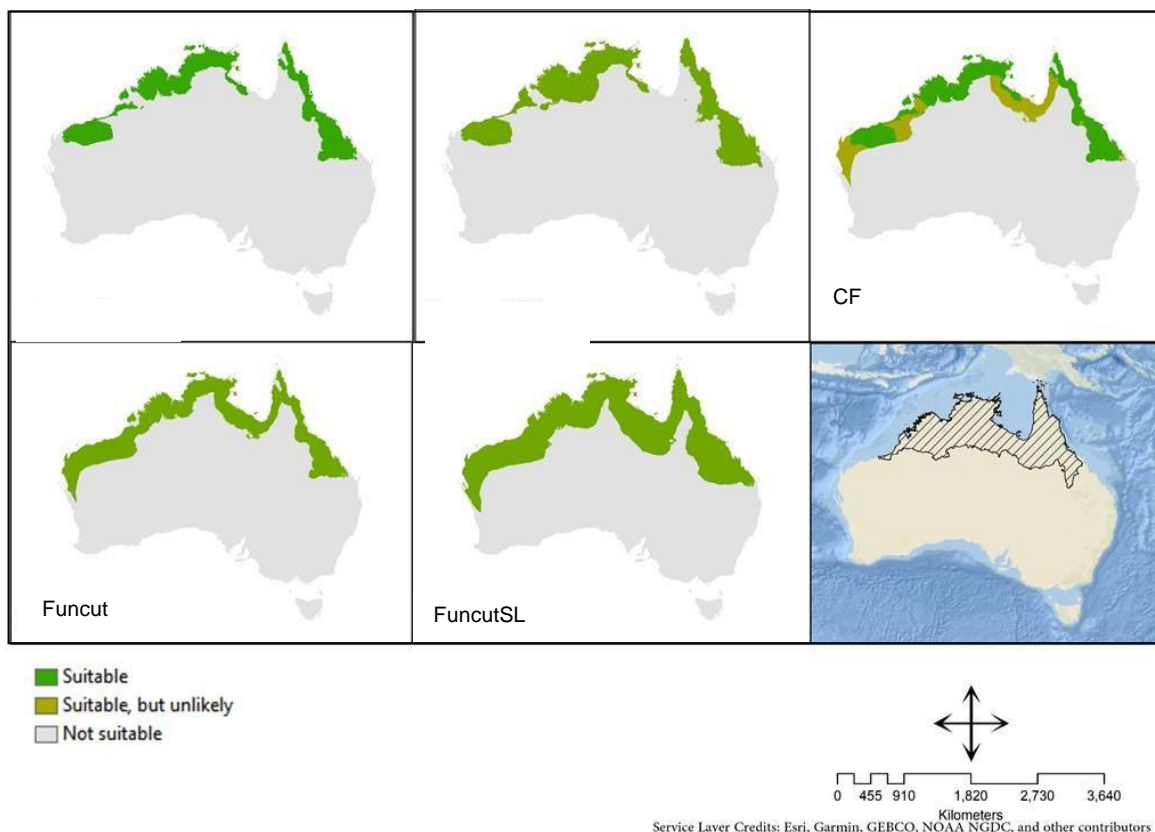 CF
Funcut
FuncutSL
Suitable
Suitable, but unlikely
Not suitable
0 455 910 1,820 2,730 3,640
Kilometers
Service Layer Credits: Esri, Garmin, GEBCO, NOAA NGDC, and other contributors